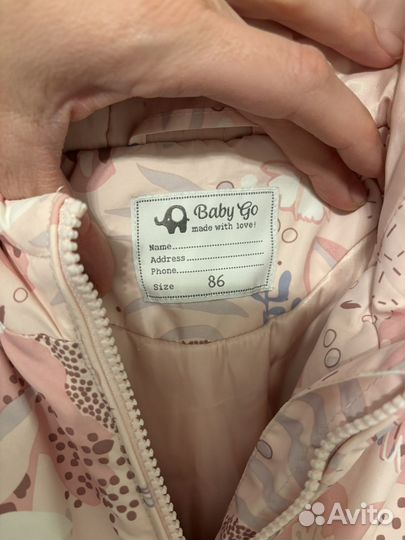 Baby Go
made with love!
Name
Address
Phone
Size 86
Avito